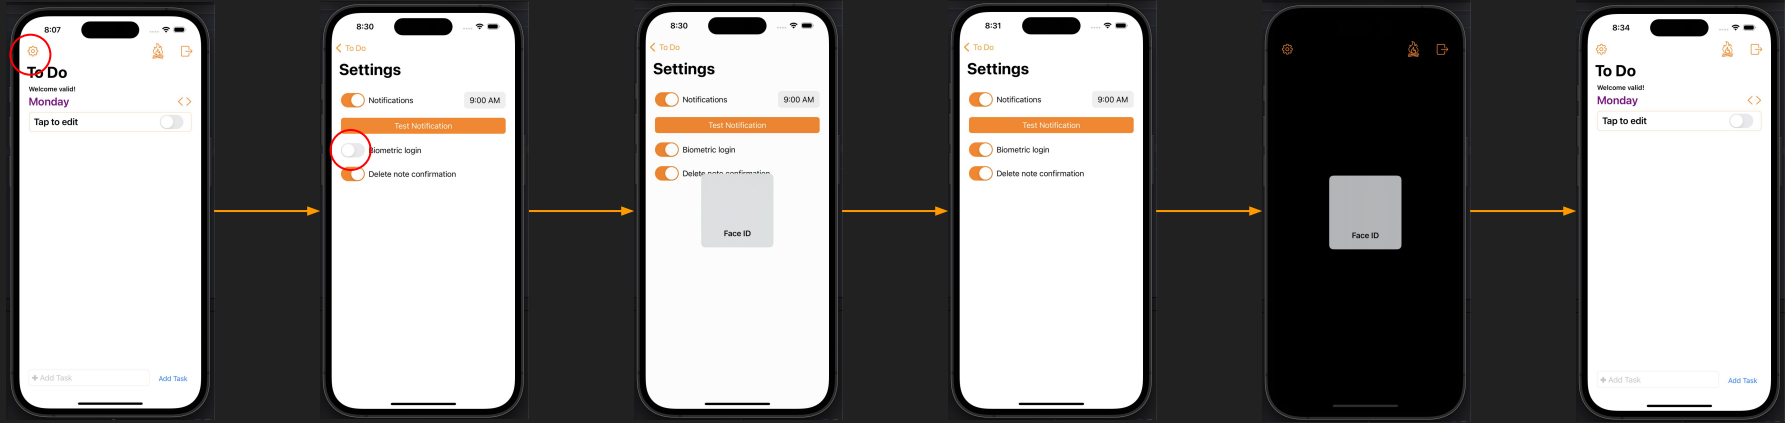 8:07
To Do
Welcome valid!
Monday
<>
Tap to edit
+ Add Task
Add Task
8:30
< To Do
Settings
Notifications
9:00 AM
Test Notification
Biometric login
Delete note confirmation
8:30
< To Do
Settings
Notifications
9:00 AM
Test Notification
Biometric login
Delete note confirmation
Face ID
8:31
< To Do
Settings
Notifications
9:00 AM
Test Notification
Biometric login
Delete note confirmation
Face ID
8:34
To Do
Welcome valid!
Monday
<>
Tap to edit
+ Add Task
Add Task